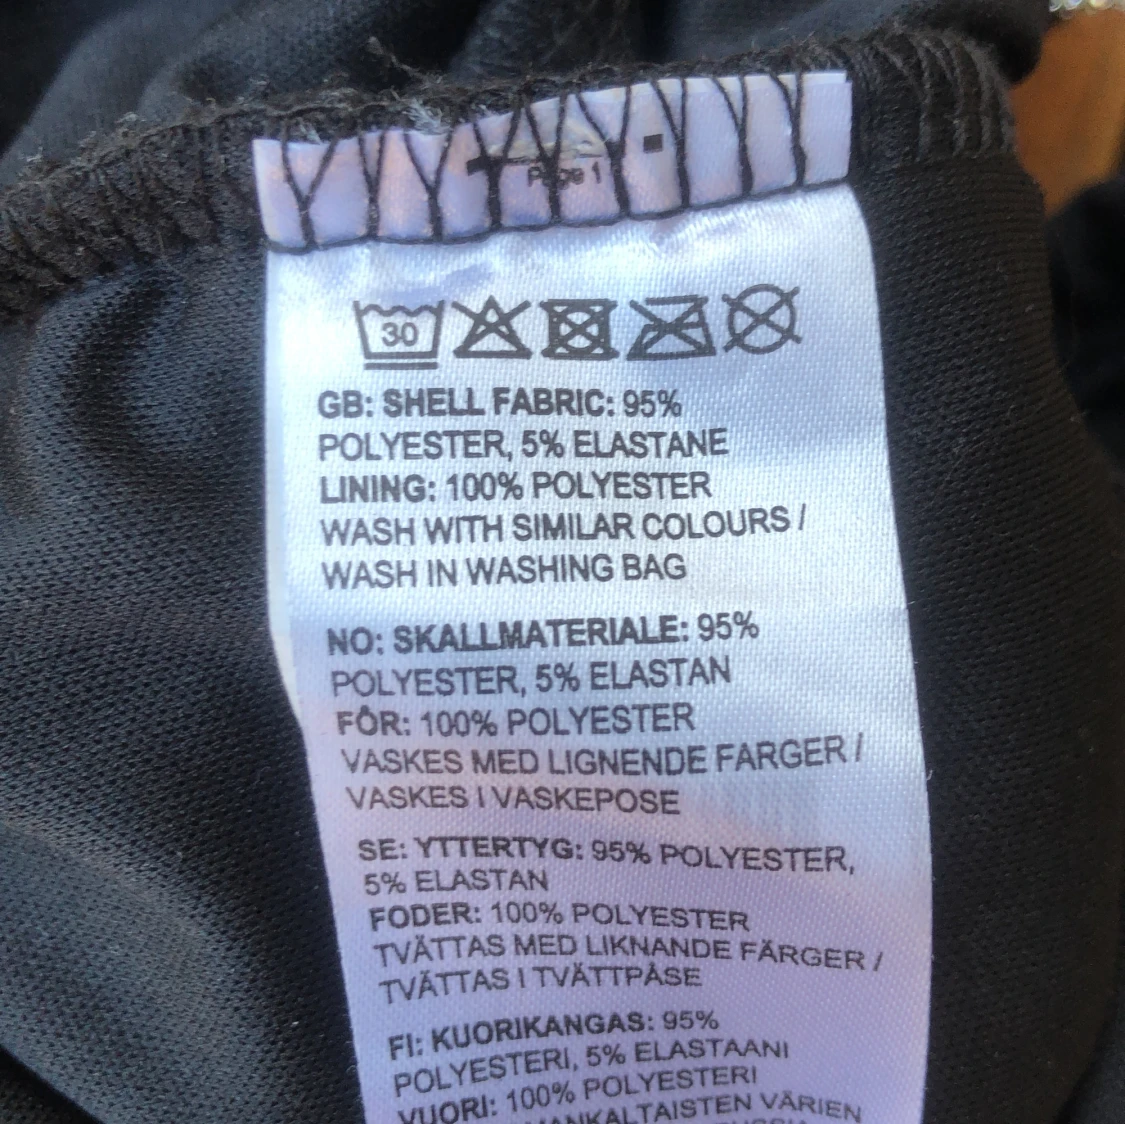 Page 1
30
GB: SHELL FABRIC: 95%
POLYESTER, 5% ELASTANE
LINING: 100% POLYESTER
WASH WITH SIMILAR COLOURS /
WASH IN WASHING BAG
NO: SKALLMATERIALE: 95%
POLYESTER, 5% ELASTAN
FÔR: 100% POLYESTER
VASKES MED LIGNENDE FARGER /
VASKES I VASKEPOSE
SE: YTTERTYG: 95% POLYESTER,
5% ELASTAN
FODER: 100% POLYESTER
TVÄTTAS MED LIKNANDE FÄRGER /
TVÄTTAS I TVÄTTPÅSE
FI: KUORIKANGAS: 95%
POLYESTERI, 5% ELASTAANI
VUORI: 100% POLYESTERI
VÄRIEN